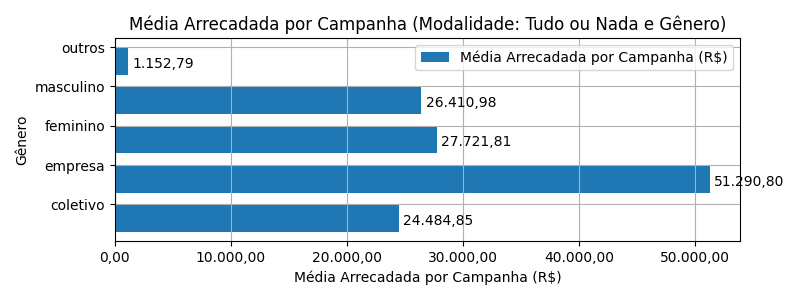 Média Arrecadada por Campanha (Modalidade: Tudo ou Nada e Gênero)
Média Arrecadada por Campanha (R$)
outros
1.152,79
masculino
26.410,98
feminino
27.721,81
empresa
51.290,80
coletivo
24.484,85
Gênero
0,00
10.000,00
20.000,00
30.000,00
40.000,00
50.000,00
Média Arrecadada por Campanha (R$)